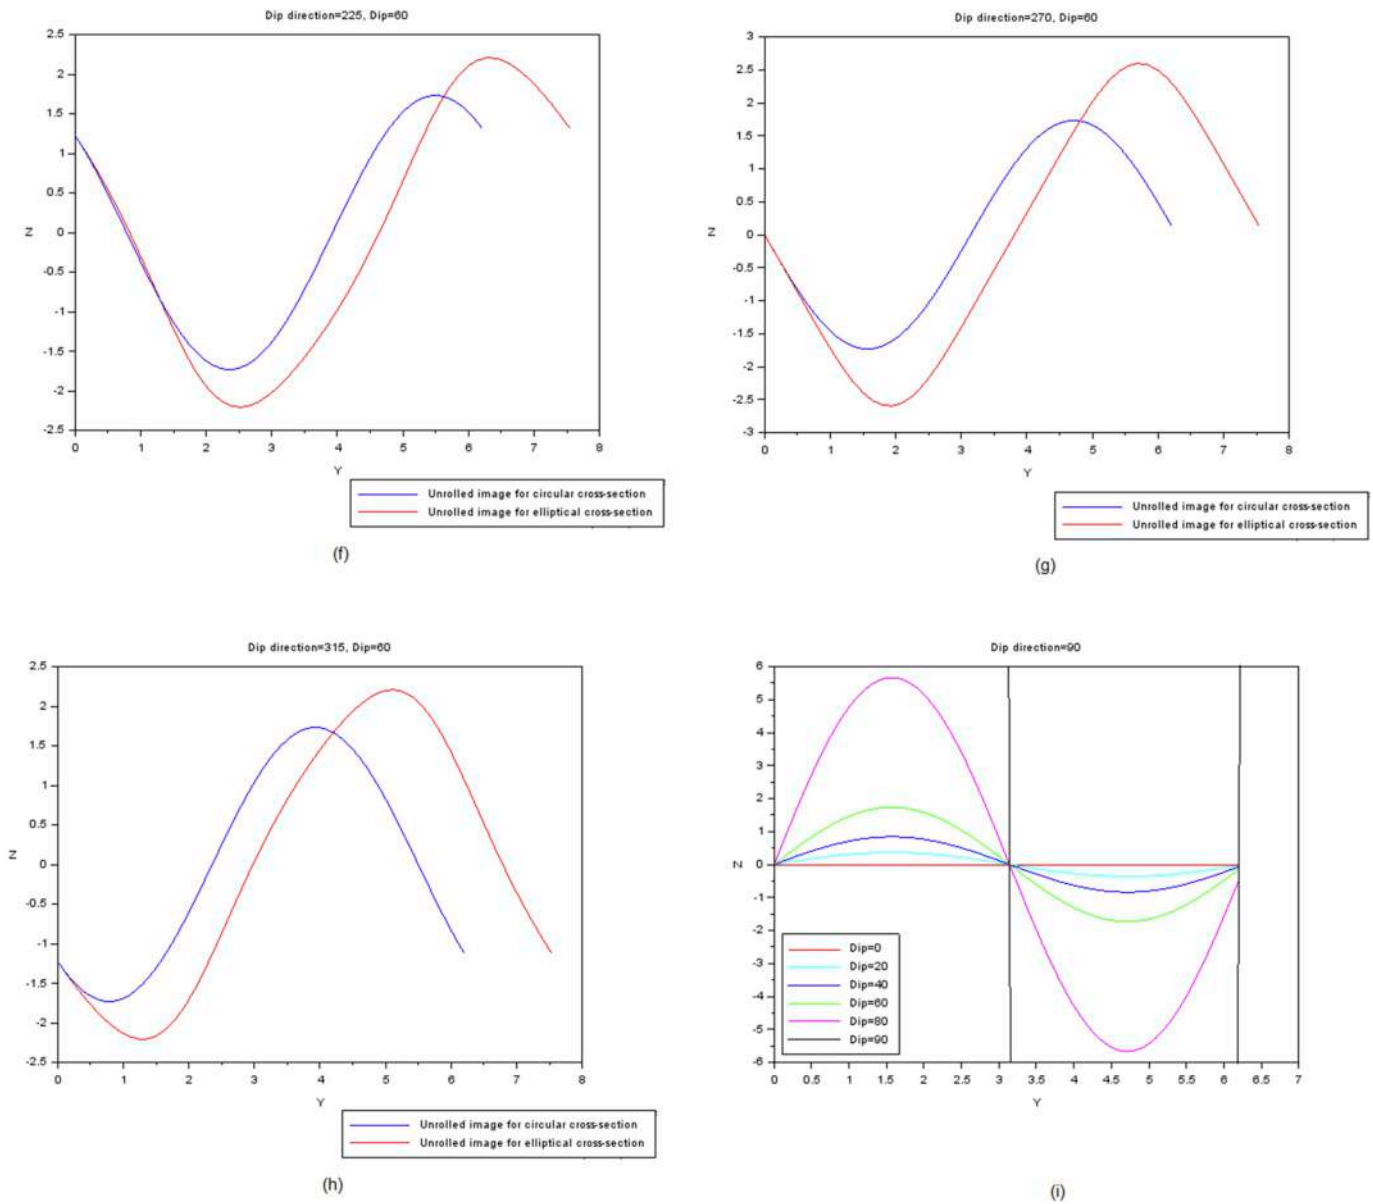 Dip direction=225, Dip=60
2.5
2
1.5
1
0.5
0
-0.5
-1
-1.5
-2
-2.5
Z
0 1 2 3 4 5 6 7 8
Y
Unrolled image for circular cross-section
Unrolled image for elliptical cross-section
(f)
Dip direction=270, Dip=60
3
2.5
2
1.5
1
0.5
0
-0.5
-1
-1.5
-2
-2.5
-3
Z
0 1 2 3 4 5 6 7 8
Y
Unrolled image for circular cross-section
Unrolled image for elliptical cross-section
(g)
Dip direction=315, Dip=60
2.5
2
1.5
1
0.5
0
-0.5
-1
-1.5
-2
-2.5
Z
0 1 2 3 4 5 6 7 8
Y
Unrolled image for circular cross-section
Unrolled image for elliptical cross-section
(h)
Dip direction=90
6
5
4
3
2
1
0
-1
-2
-3
-4
-5
-6
Z
Dip=0
Dip=20
Dip=40
Dip=60
Dip=80
Dip=90
0 0.5 1 1.5 2 2.5 3 3.5 4 4.5 5 5.5 6 6.5 7
Y
(i)